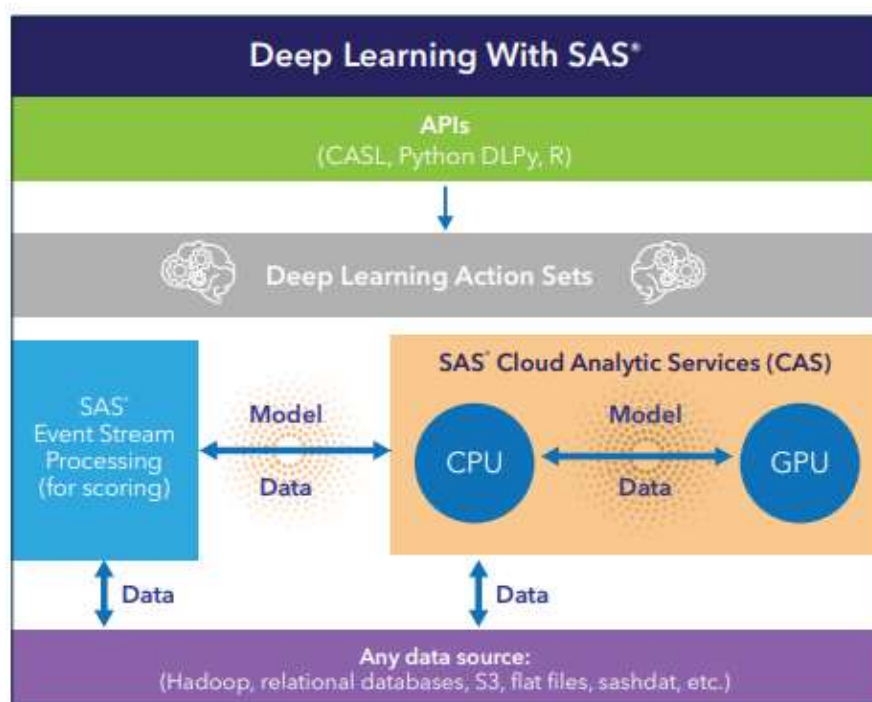 Deep Learning With SAS®
APIs
(CASL, Python DLPy, R)
Deep Learning Action Sets
SAS®
Event Stream
Processing
(for scoring)
Model
Data
SAS® Cloud Analytic Services (CAS)
CPU
Model
Data
GPU
Data
Data
Any data source:
(Hadoop, relational databases, S3, flat files, sashdat, etc.)